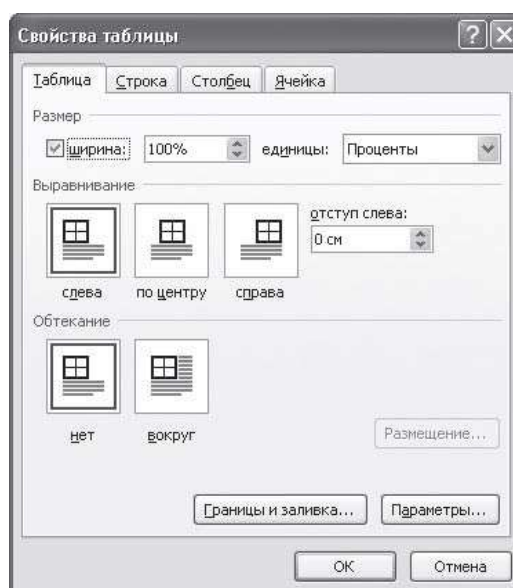 Свойства таблицы
Таблица Строка Столбец Ячейка
Размер
ширина: 100% единицы: Проценты
Выравнивание
отступ слева:
0 см
слева по центру справа
Обтекание
нет вокруг
Размещение...
Границы и заливка... Параметры...
ОК Отмена